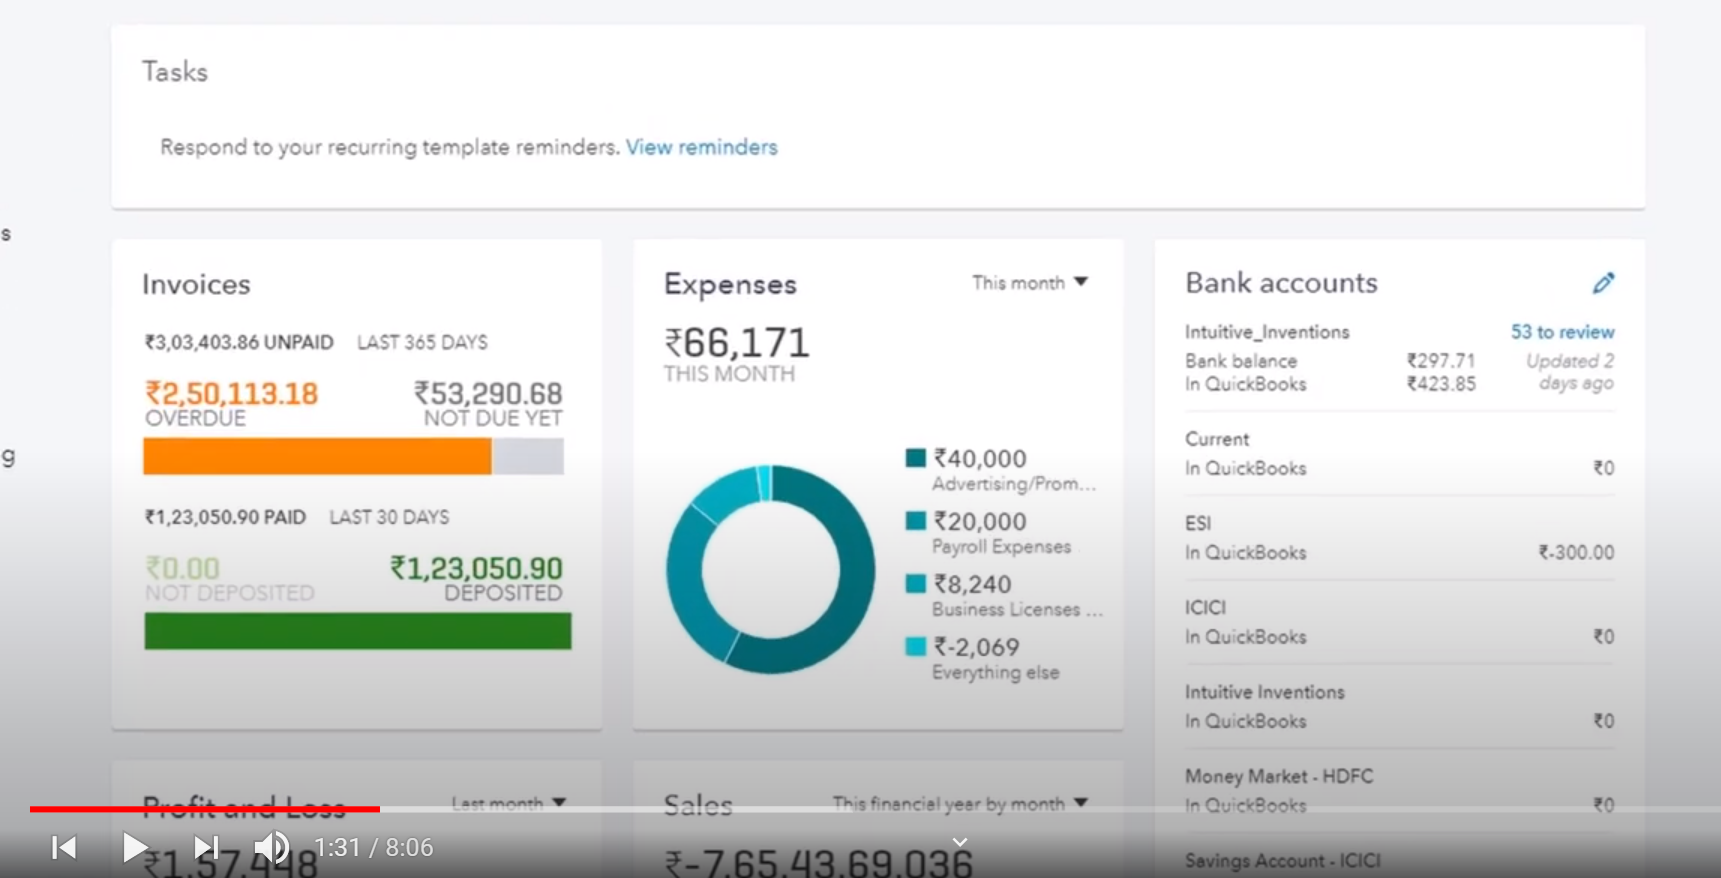 Tasks
Respond to your recurring template reminders. View reminders
s
g
Invoices
₹3,03,403.86 UNPAID LAST 365 DAYS
₹2,50,113.18 ₹53,290.68
OVERDUE NOT DUE YET
₹1,23,050.90 PAID LAST 30 DAYS
₹0.00 ₹1,23,050.90
NOT DEPOSITED DEPOSITED
Expenses This month
₹66,171
THIS MONTH
₹40,000
Advertising/Prom...
₹20,000
Payroll Expenses
₹8,240
Business Licenses ...
₹-2,069
Everything else
Bank accounts
Intuitive_Inventions 53 to review
Bank balance ₹297.71 Updated 2
In QuickBooks ₹423.85 days ago
Current
In QuickBooks ₹0
ESI
In QuickBooks ₹-300.00
ICICI
In QuickBooks ₹0
Intuitive Inventions
In QuickBooks ₹0
Money Market - HDFC
In QuickBooks ₹0
Savings Account - ICICI
Profit and Loss Last month
₹1,57,448
Sales This financial year by month
₹-7,65,43,69,036
1:31 / 8:06